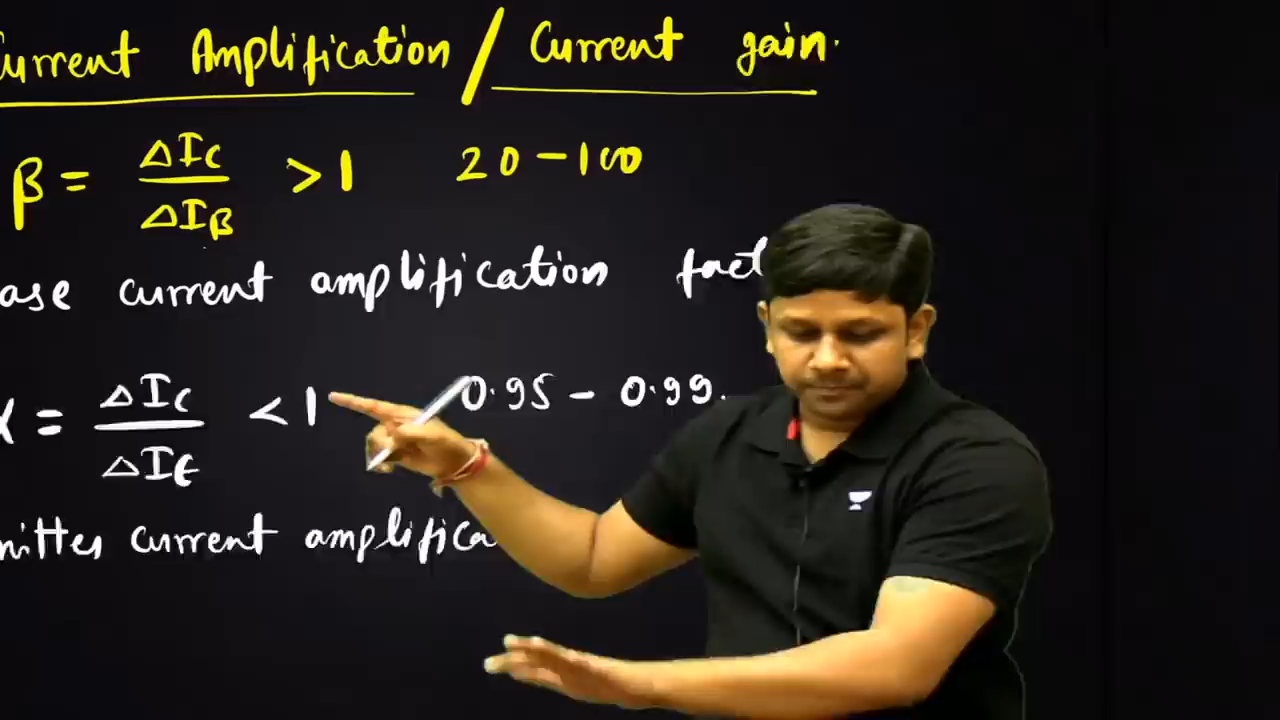 urrent Amplification / Current gain.
β = ΔIc / ΔIβ > 1 20 - 100
ase current amplification fact
α = ΔIc / ΔIE < 1 0.95 - 0.99.
mitter current amplifica